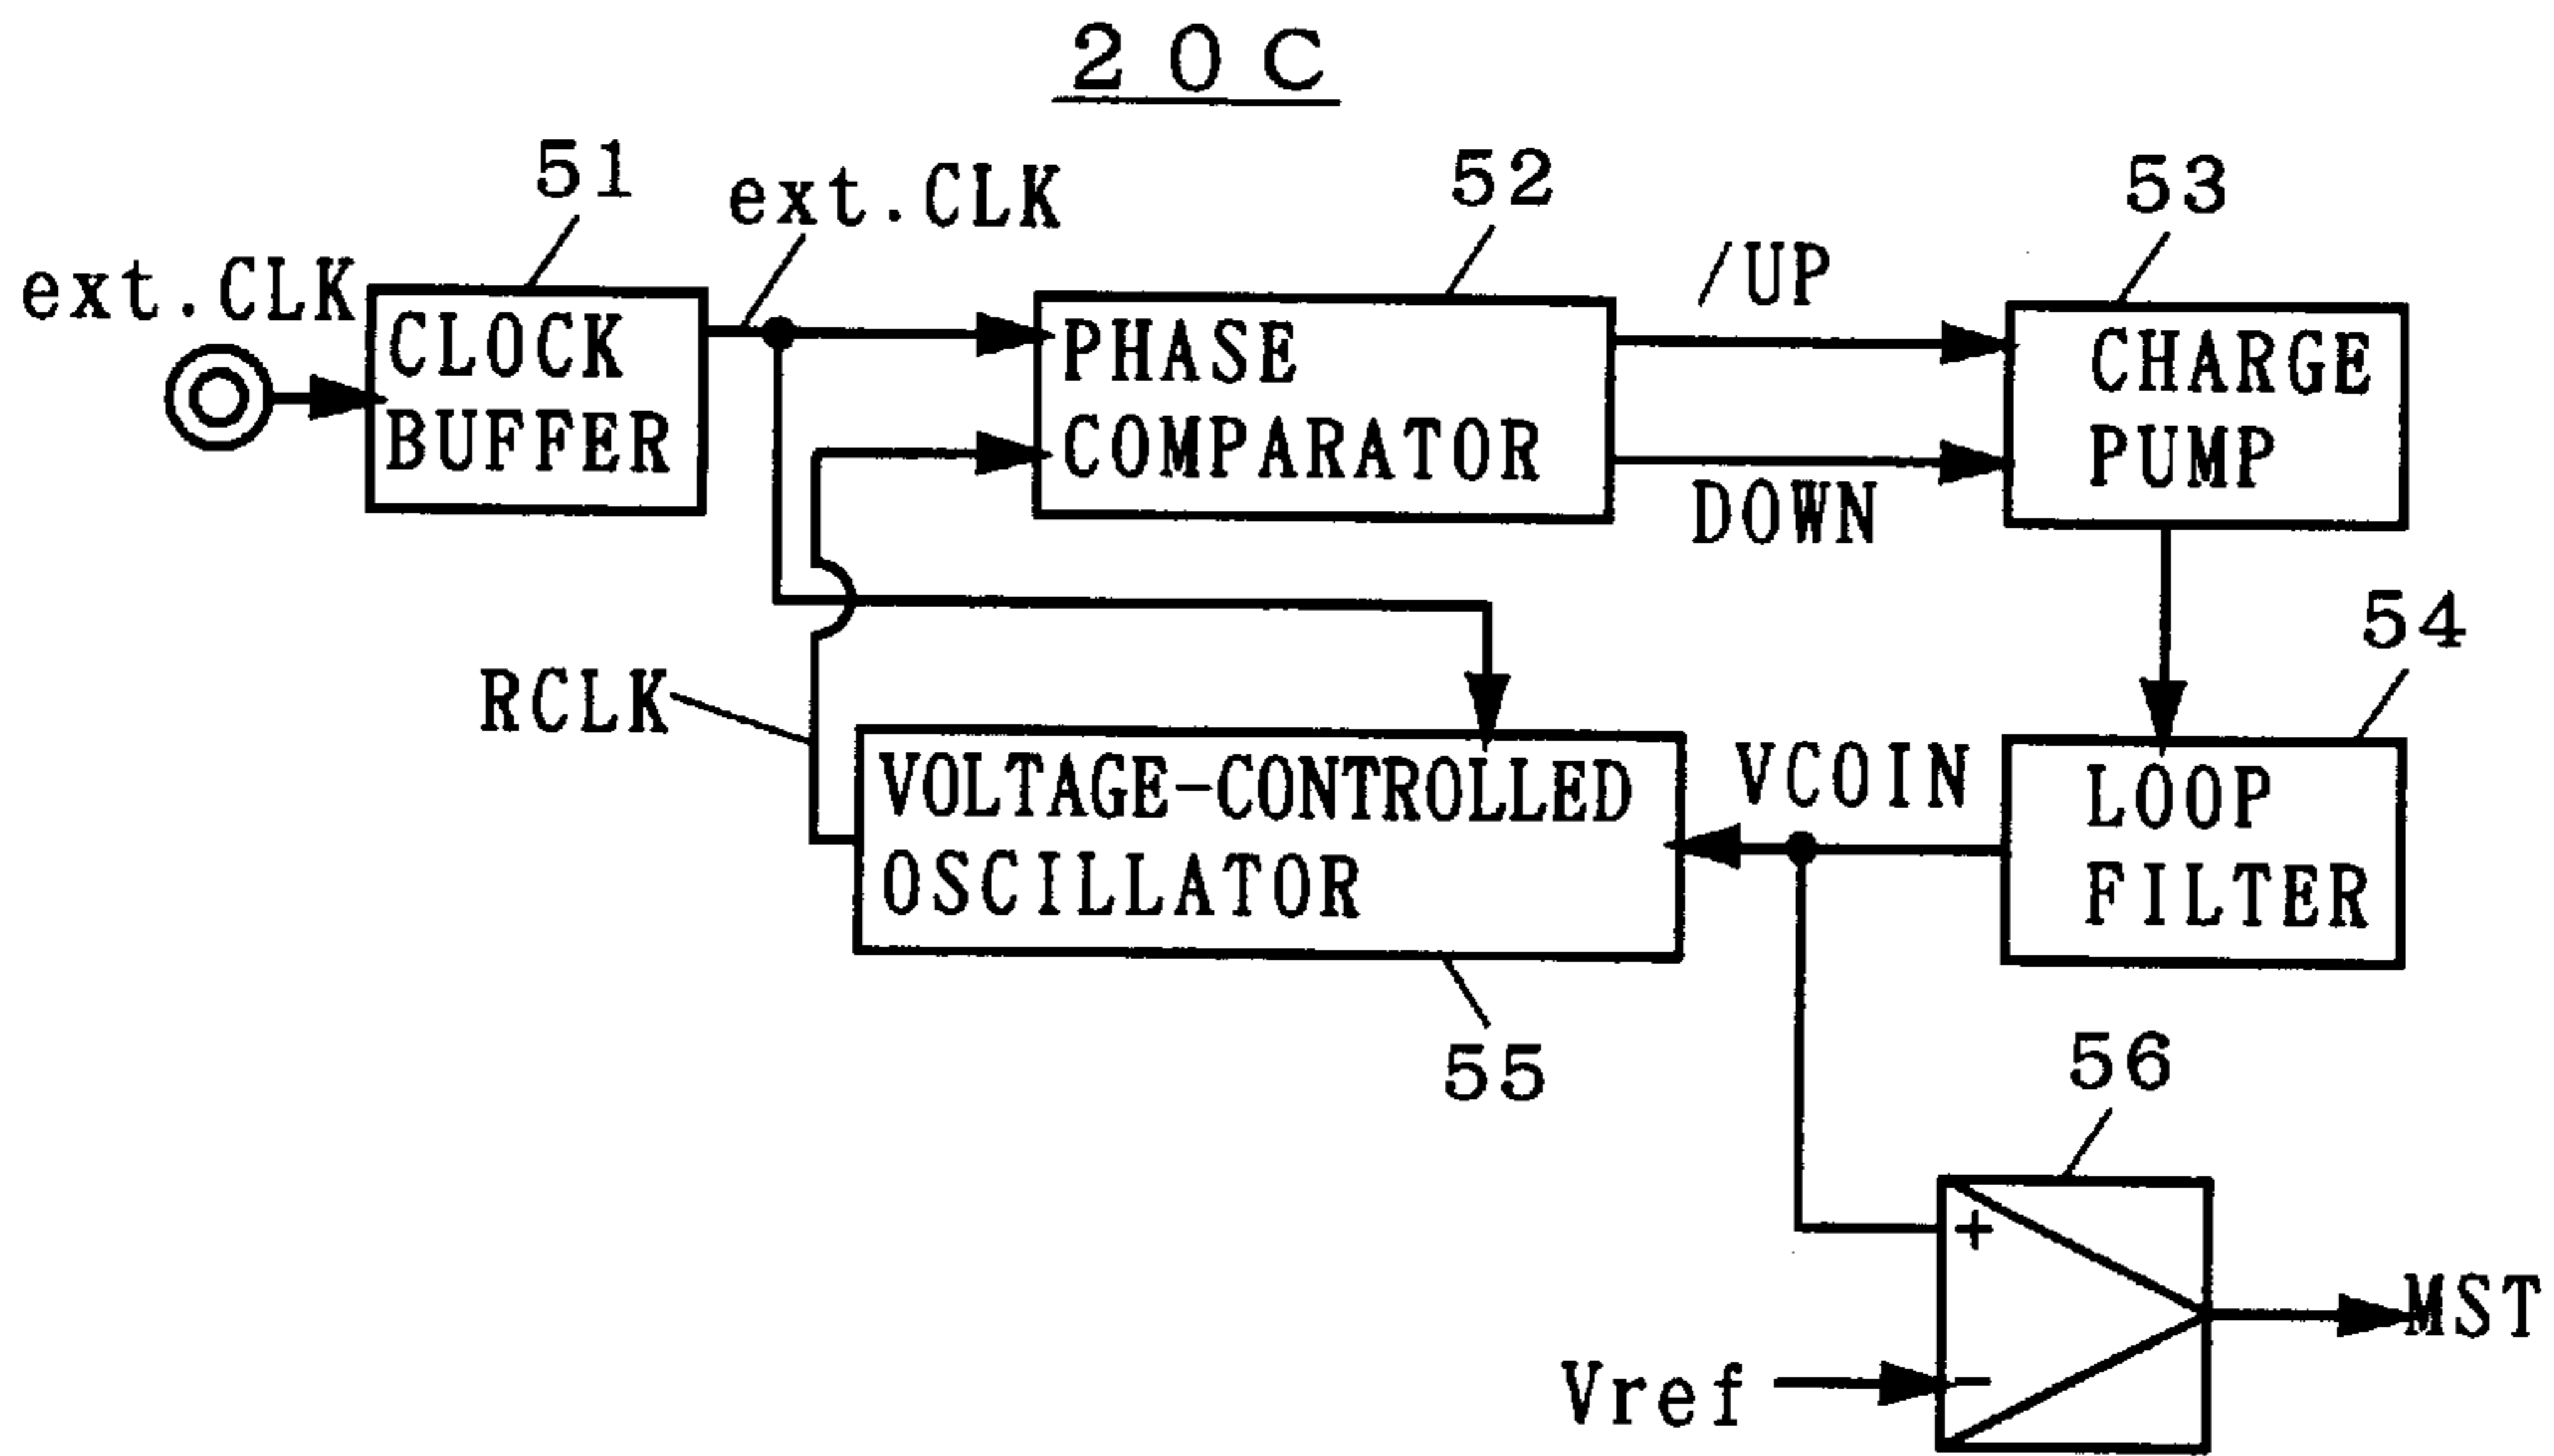 20C
51
ext.CLK
52
53
ext.CLK
/UP
CLOCK
BUFFER
PHASE
COMPARATOR
CHARGE
PUMP
DOWN
54
RCLK
VOLTAGE-CONTROLLED
OSCILLATOR
VCOIN
LOOP
FILTER
55
56
+
MST
Vref
−